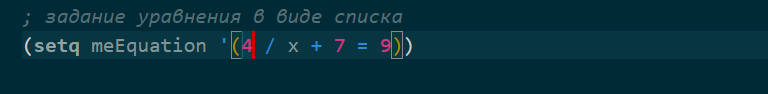 ; задание уравнения в виде списка
(setq meEquation '(4 / x + 7 = 9))